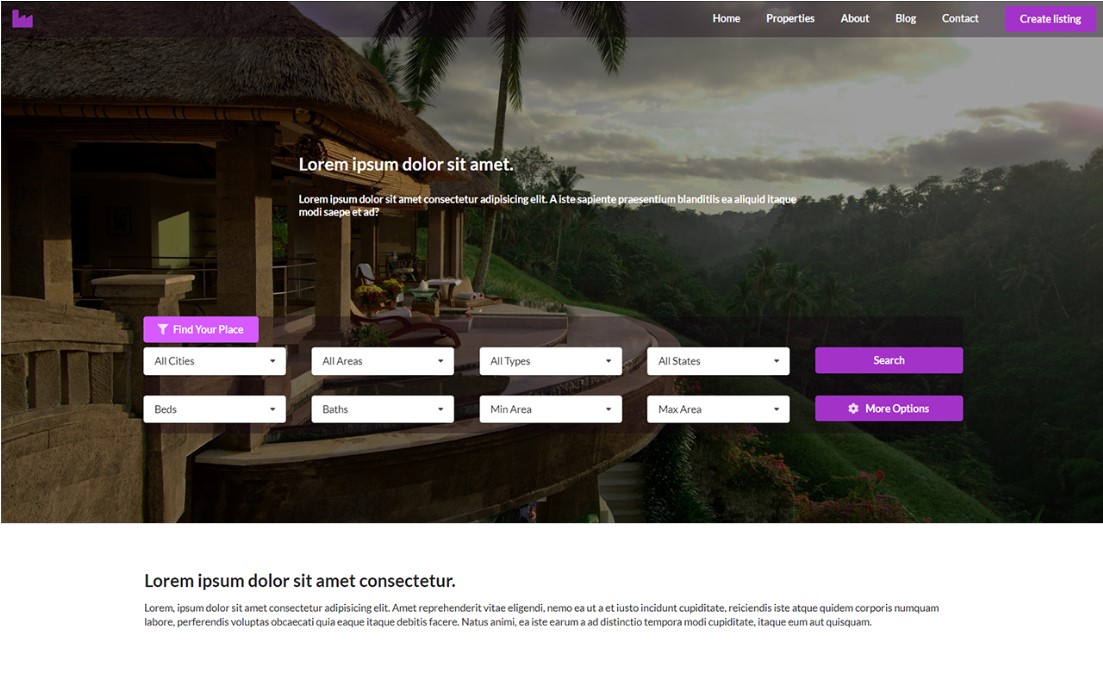 Home Properties About Blog Contact Create listing
Lorem ipsum dolor sit amet.
Lorem ipsum dolor sit amet consectetur adipisicing elit. A iste sapiente praesentium blanditiis ea aliquid itaque
modi saepe et ad?
Find Your Place
All Cities All Areas All Types All States Search
Beds Baths Min Area Max Area More Options
Lorem ipsum dolor sit amet consectetur.
Lorem, ipsum dolor sit amet consectetur adipisicing elit. Amet reprehenderit vitae eligendi, nemo ea ut a et iusto incidunt cupiditate, reiciendis iste atque quidem corporis numquam
labore, perferendis voluptas obcaecati quia eaque itaque debitis facere. Natus animi, ea iste earum a ad distinctio tempora modi cupiditate, itaque eum aut quisquam.